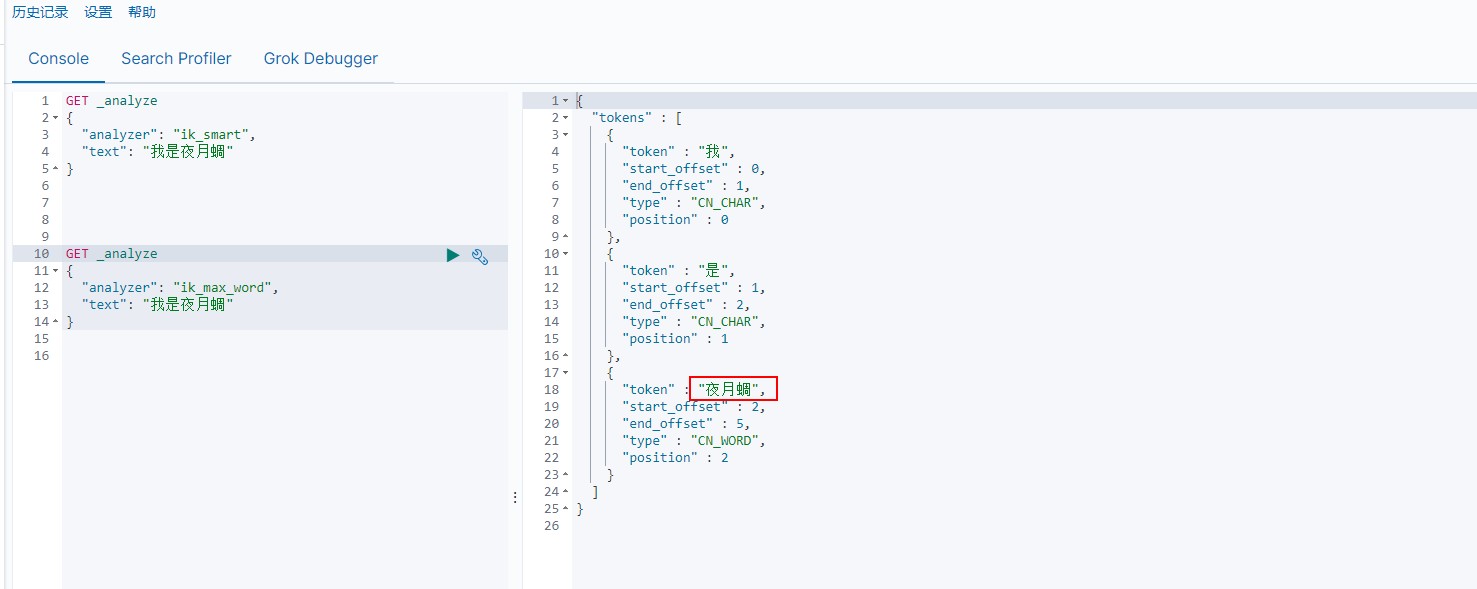 历史记录 设置 帮助
Console Search Profiler Grok Debugger
1 GET _analyze
2 {
3 "analyzer": "ik_smart",
4 "text": "我是夜月蜩"
5 }
6
7
8
9
10 GET _analyze
11 {
12 "analyzer": "ik_max_word",
13 "text": "我是夜月蜩"
14 }
15
16
1 {
2 "tokens" : [
3 {
4 "token" : "我",
5 "start_offset" : 0,
6 "end_offset" : 1,
7 "type" : "CN_CHAR",
8 "position" : 0
9 },
10 {
11 "token" : "是",
12 "start_offset" : 1,
13 "end_offset" : 2,
14 "type" : "CN_CHAR",
15 "position" : 1
16 },
17 {
18 "token" : "夜月蜩",
19 "start_offset" : 2,
20 "end_offset" : 5,
21 "type" : "CN_WORD",
22 "position" : 2
23 }
24 ]
25 }
26